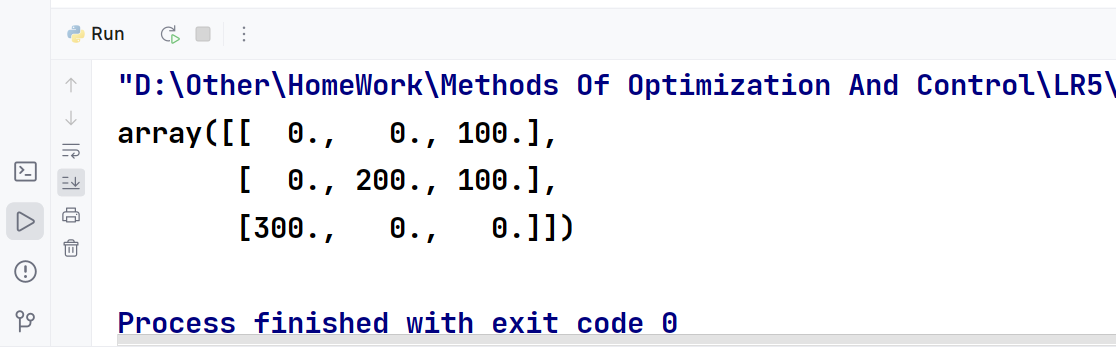 Run
"D:\Other\HomeWork\Methods Of Optimization And Control\LR5\
array([[  0.,   0., 100.],
       [  0., 200., 100.],
       [300.,   0.,   0.]])
Process finished with exit code 0